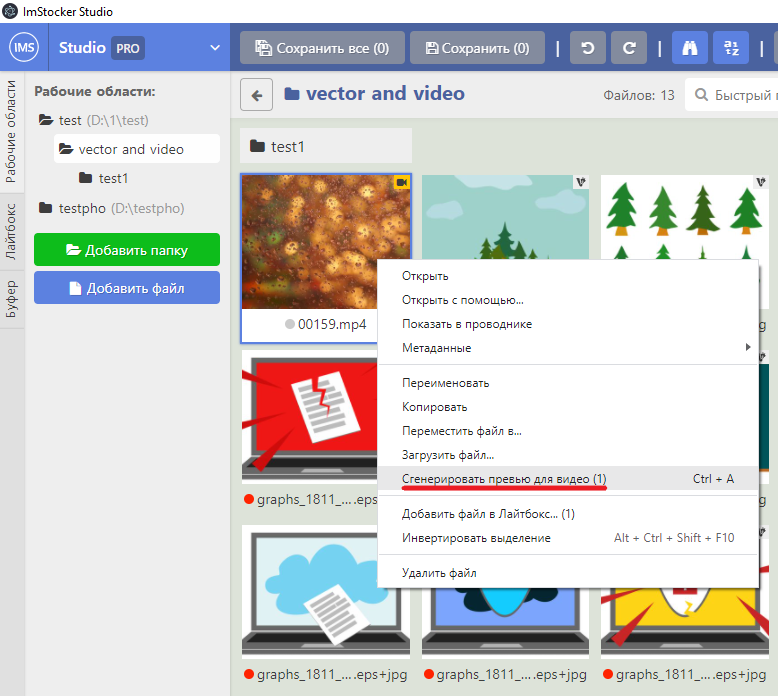 ImStocker Studio
IMS Studio PRO
Сохранить все (0) Сохранить (0)
Рабочие области
Лайтбокс
Буфер
Рабочие области:
test (D:\1\test)
vector and video
test1
testpho (D:\testpho)
Добавить папку
Добавить файл
vector and video Файлов: 13 Быстрый
test1
00159.mp4
Открыть
Открыть с помощью...
Показать в проводнике
Метаданные
Переименовать
Копировать
Переместить файл в...
Загрузить файл...
Сгенерировать превью для видео (1) Ctrl + A
Добавить файл в Лайтбокс... (1)
Инвертировать выделение Alt + Ctrl + Shift + F10
Удалить файл
graphs_1811_....eps
graphs_1811_....eps+jpg graphs_1811_....eps+jpg graphs_1811_....eps+jpg